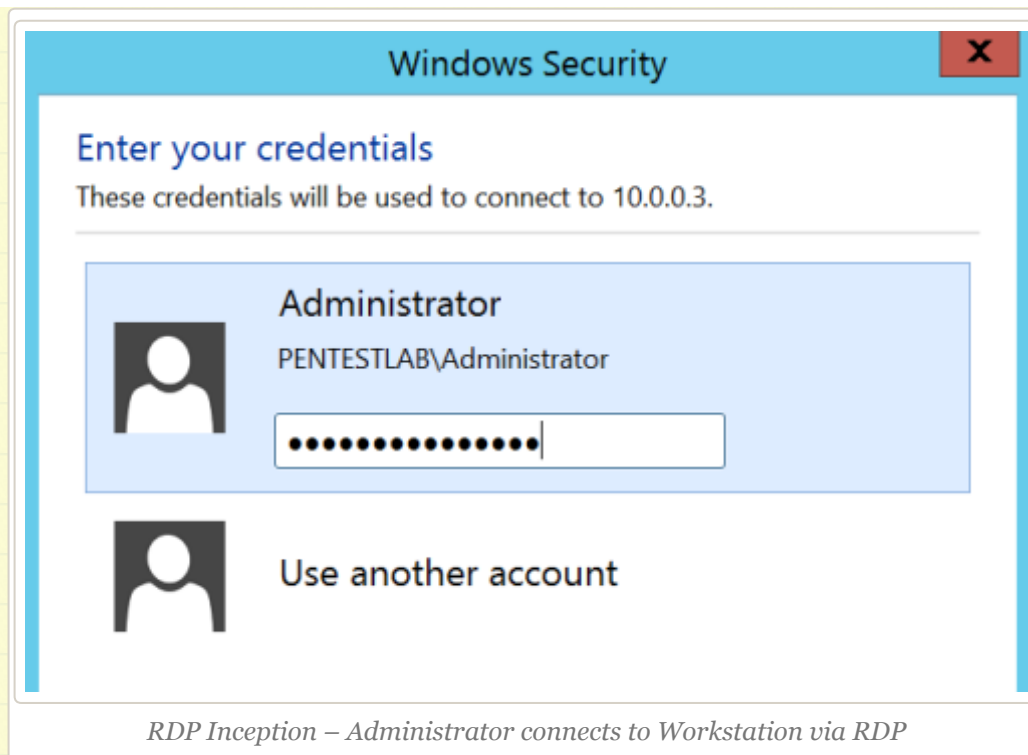 Windows Security
X
Enter your credentials
These credentials will be used to connect to 10.0.0.3.
Administrator
PENTESTLAB\Administrator
●●●●●●●●●●●●●●●
Use another account
RDP Inception – Administrator connects to Workstation via RDP